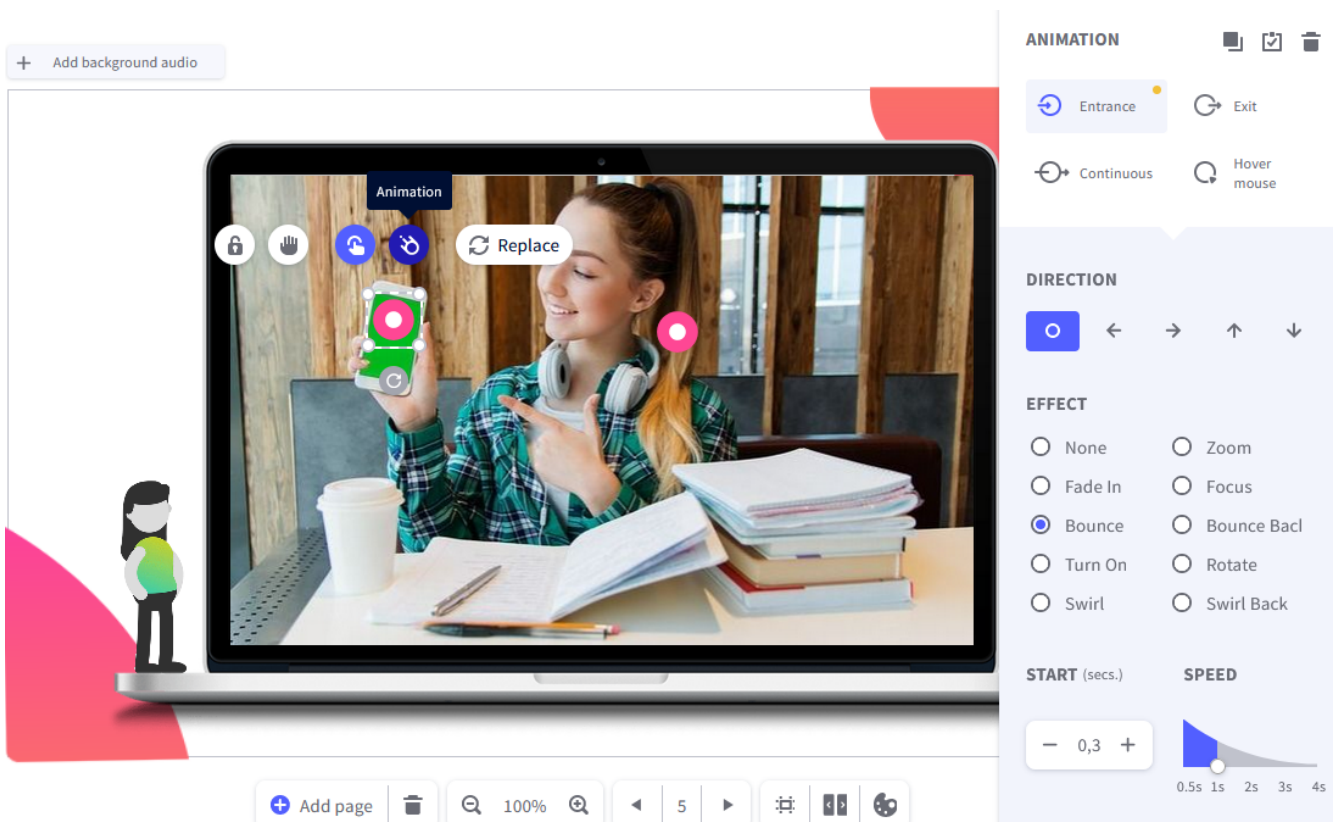 Add background audio
Animation
Replace
Add page
100%
5
ANIMATION
Entrance
Exit
Continuous
Hover
mouse
DIRECTION
EFFECT
None
Zoom
Fade In
Focus
Bounce
Bounce Bacl
Turn On
Rotate
Swirl
Swirl Back
START (secs.)
SPEED
0,3
0.5s 1s 2s 3s 4s